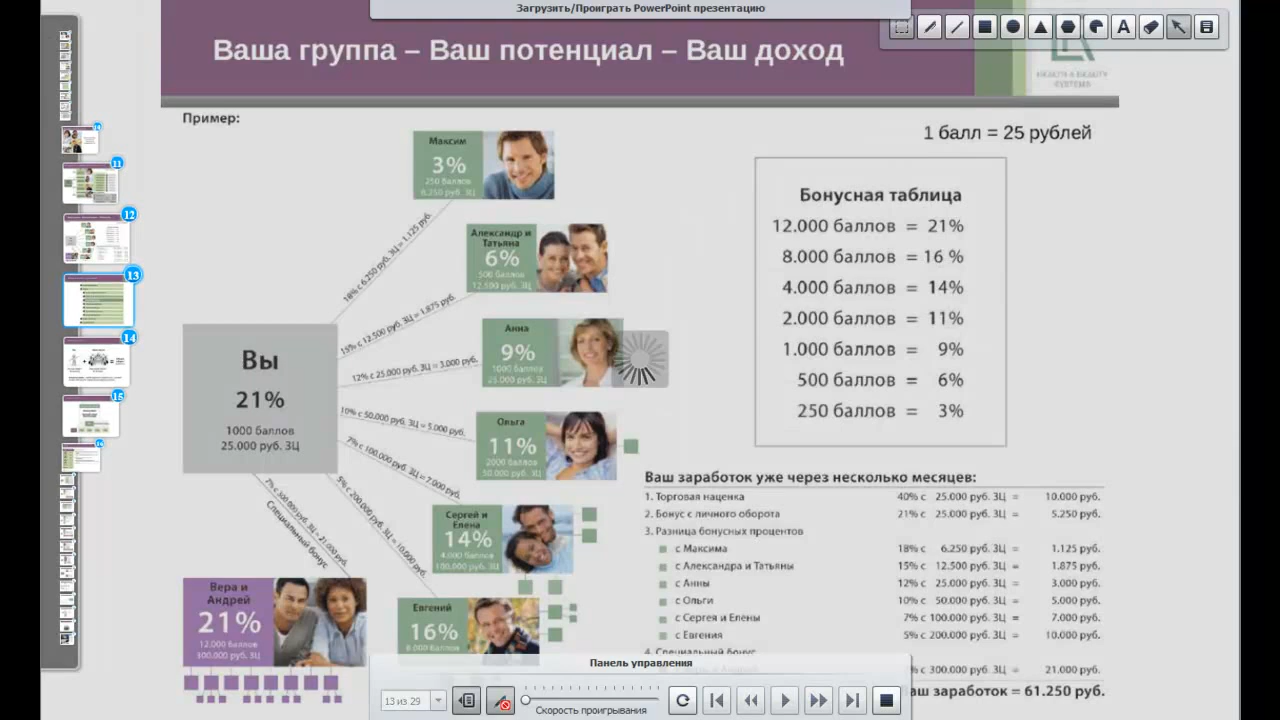 Загрузить/Проиграть PowerPoint презентацию
Ваша группа – Ваш потенциал – Ваш доход
HEALTH & BEAUTY
SYSTEMS
Пример:
1 балл = 25 рублей
Максим
3%
250 баллов
6.250 руб. ЗЦ
Александр и
Татьяна
6%
500 баллов
12.500 руб. ЗЦ
Анна
9%
1000 баллов
25.000 руб. ЗЦ
Ольга
11%
2000 баллов
50.000 руб. ЗЦ
Сергей и
Елена
14%
4.000 баллов
100.000 руб. ЗЦ
Евгений
16%
8.000 баллов
Вера и
Андрей
21%
12.000 баллов
300.000 руб. ЗЦ
Вы
21%
1000 баллов
25.000 руб. ЗЦ
18% с 6.250 руб. ЗЦ = 1.125 руб.
15% с 12.500 руб. ЗЦ = 1.875 руб.
12% с 25.000 руб. ЗЦ = 3.000 руб.
10% с 50.000 руб. ЗЦ = 5.000 руб.
7% с 100.000 руб. ЗЦ = 7.000 руб.
5% с 200.000 руб. ЗЦ = 10.000 руб.
7% с 300.000 руб. ЗЦ = 21.000 руб.
Специальный бонус
Бонусная таблица
12.000 баллов = 21%
8.000 баллов = 16 %
4.000 баллов = 14%
2.000 баллов = 11%
1.000 баллов = 9%
500 баллов = 6%
250 баллов = 3%
Ваш заработок уже через несколько месяцев:
1. Торговая наценка 40% с 25.000 руб. ЗЦ = 10.000 руб.
2. Бонус с личного оборота 21% с 25.000 руб. ЗЦ = 5.250 руб.
3. Разница бонусных процентов
с Максима 18% с 6.250 руб. ЗЦ = 1.125 руб.
с Александра и Татьяны 15% с 12.500 руб. ЗЦ = 1.875 руб.
с Анны 12% с 25.000 руб. ЗЦ = 3.000 руб.
с Ольги 10% с 50.000 руб. ЗЦ = 5.000 руб.
с Сергея и Елены 7% с 100.000 руб. ЗЦ = 7.000 руб.
с Евгения 5% с 200.000 руб. ЗЦ = 10.000 руб.
4. Специальный бонус
300.000 руб. ЗЦ = 21.000 руб.
заработок = 61.250 руб.
11
12
13
14
15
Панель управления
13 из 29
Скорость проигрывания
A